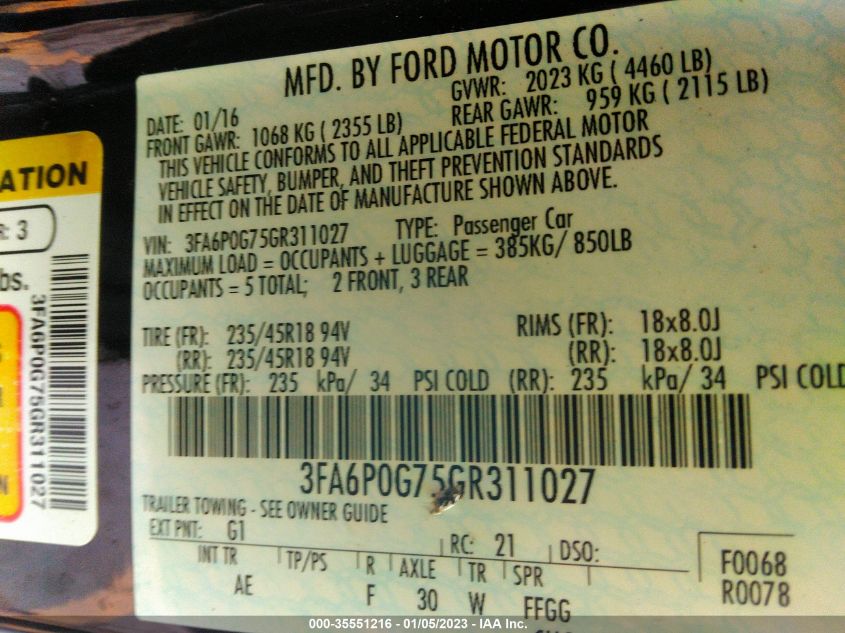 MFD. BY FORD MOTOR CO.
DATE: 01/16 GVWR: 2023 KG ( 4460 LB)
FRONT GAWR: 1068 KG ( 2355 LB) REAR GAWR: 959 KG ( 2115 LB)
THIS VEHICLE CONFORMS TO ALL APPLICABLE FEDERAL MOTOR
VEHICLE SAFETY, BUMPER, AND THEFT PREVENTION STANDARDS
IN EFFECT ON THE DATE OF MANUFACTURE SHOWN ABOVE.
VIN: 3FA6P0G75GR311027 TYPE: Passenger Car
MAXIMUM LOAD = OCCUPANTS + LUGGAGE = 385KG/ 850LB
OCCUPANTS = 5 TOTAL; 2 FRONT, 3 REAR
TIRE (FR): 235/45R18 94V RIMS (FR): 18x8.0J
(RR): 235/45R18 94V (RR): 18x8.0J
PRESSURE (FR): 235 kPa/ 34 PSI COLD (RR): 235 kPa/ 34 PSI COLD
3FA6P0G75GR311027
TRAILER TOWING - SEE OWNER GUIDE
EXT PNT: G1 RC: 21 DSO:
INT TR TP/PS R AXLE TR SPR
AE F 30 W FFGG
F0068
R0078
ATION
R: 3
bs.
3FA6P0G75GR311027
000-35551216 - 01/05/2023 - IAA Inc.